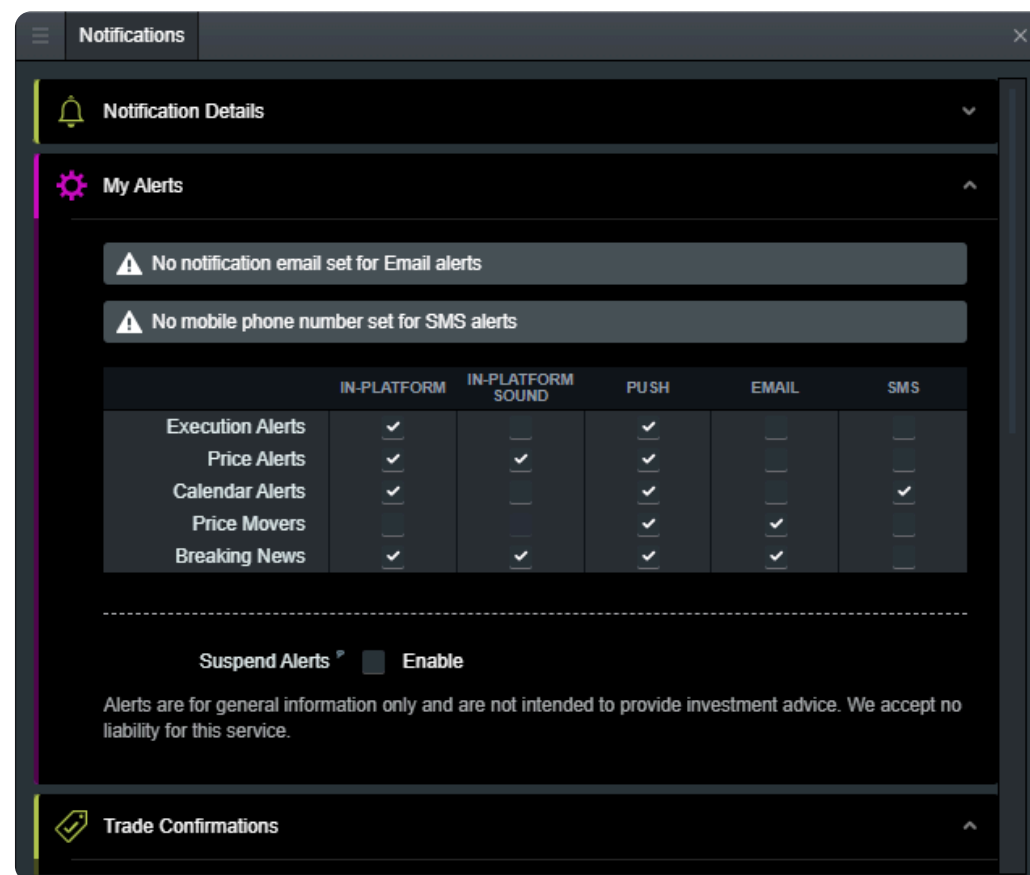 Notifications
Notification Details
My Alerts
No notification email set for Email alerts
No mobile phone number set for SMS alerts
IN-PLATFORM IN-PLATFORM SOUND PUSH EMAIL SMS
Execution Alerts
Price Alerts
Calendar Alerts
Price Movers
Breaking News
Suspend Alerts Enable
Alerts are for general information only and are not intended to provide investment advice. We accept no
liability for this service.
Trade Confirmations